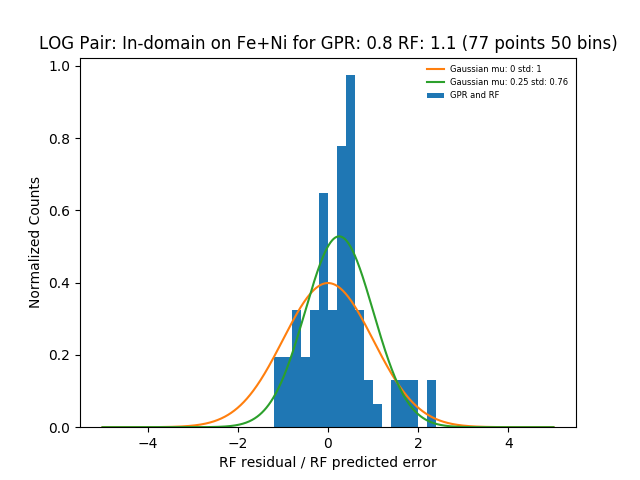 LOG Pair: In-domain on Fe+Ni for GPR: 0.8 RF: 1.1 (77 points 50 bins)
Gaussian mu: 0 std: 1
Gaussian mu: 0.25 std: 0.76
GPR and RF
1.0
0.8
0.6
0.4
0.2
0.0
Normalized Counts
−4
−2
0
2
4
RF residual / RF predicted error